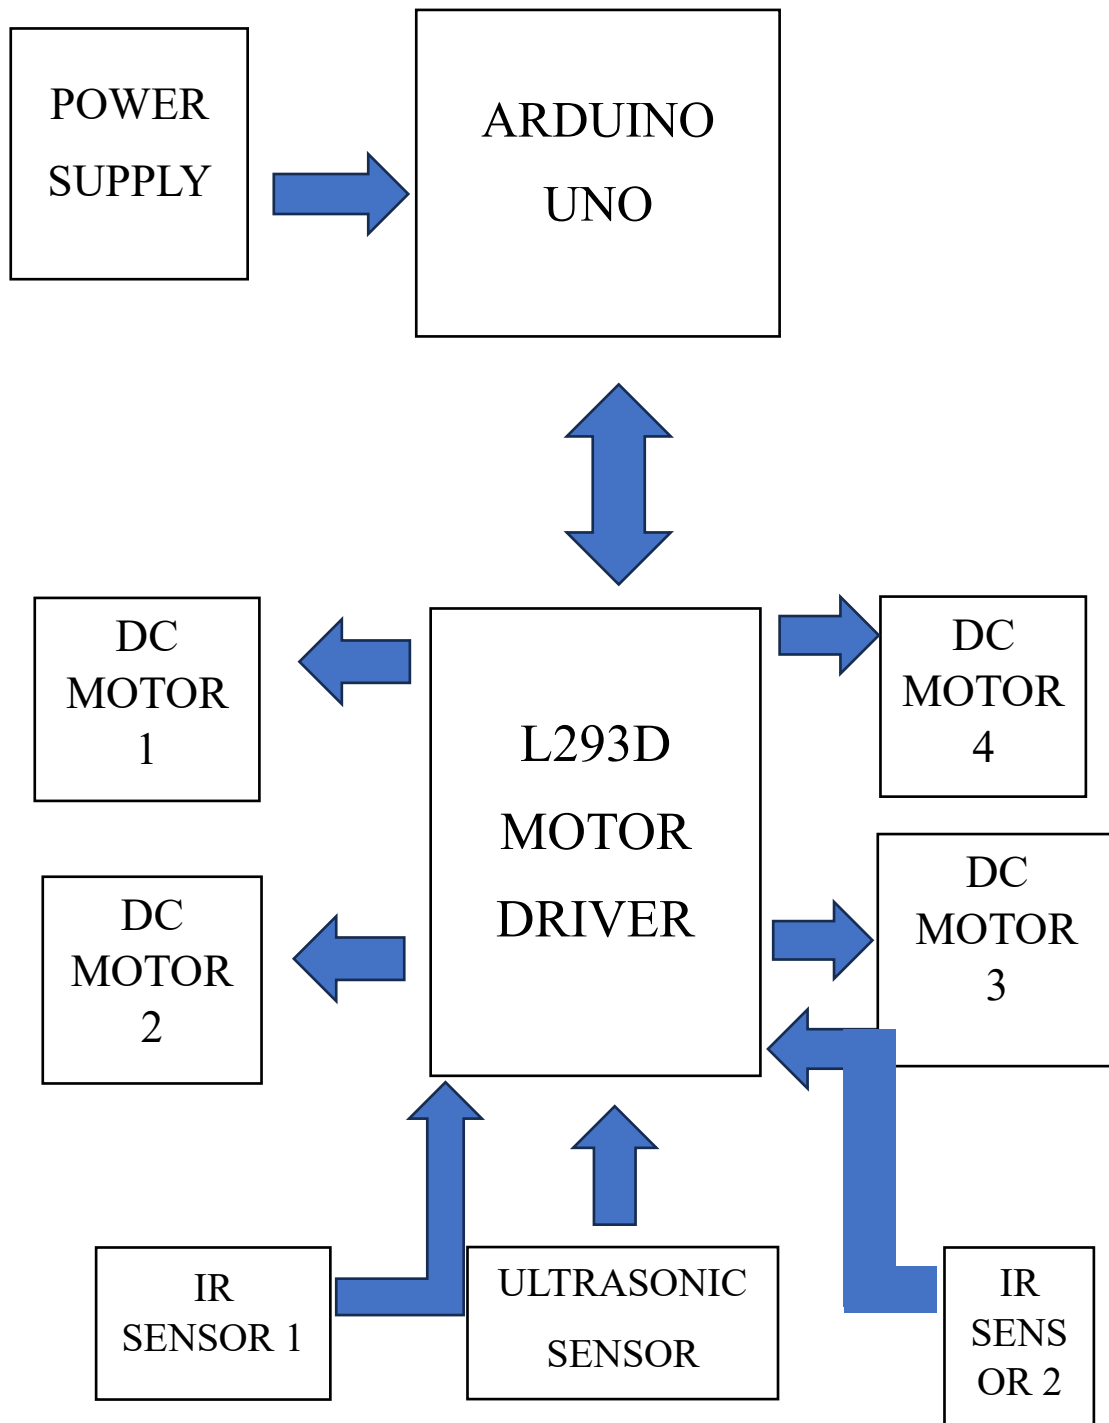 POWER
SUPPLY
ARDUINO
UNO
DC
MOTOR
1
L293D
MOTOR
DRIVER
DC
MOTOR
4
DC
MOTOR
2
DC
MOTOR
3
IR
SENSOR 1
ULTRASONIC
SENSOR
IR
SENS
OR 2